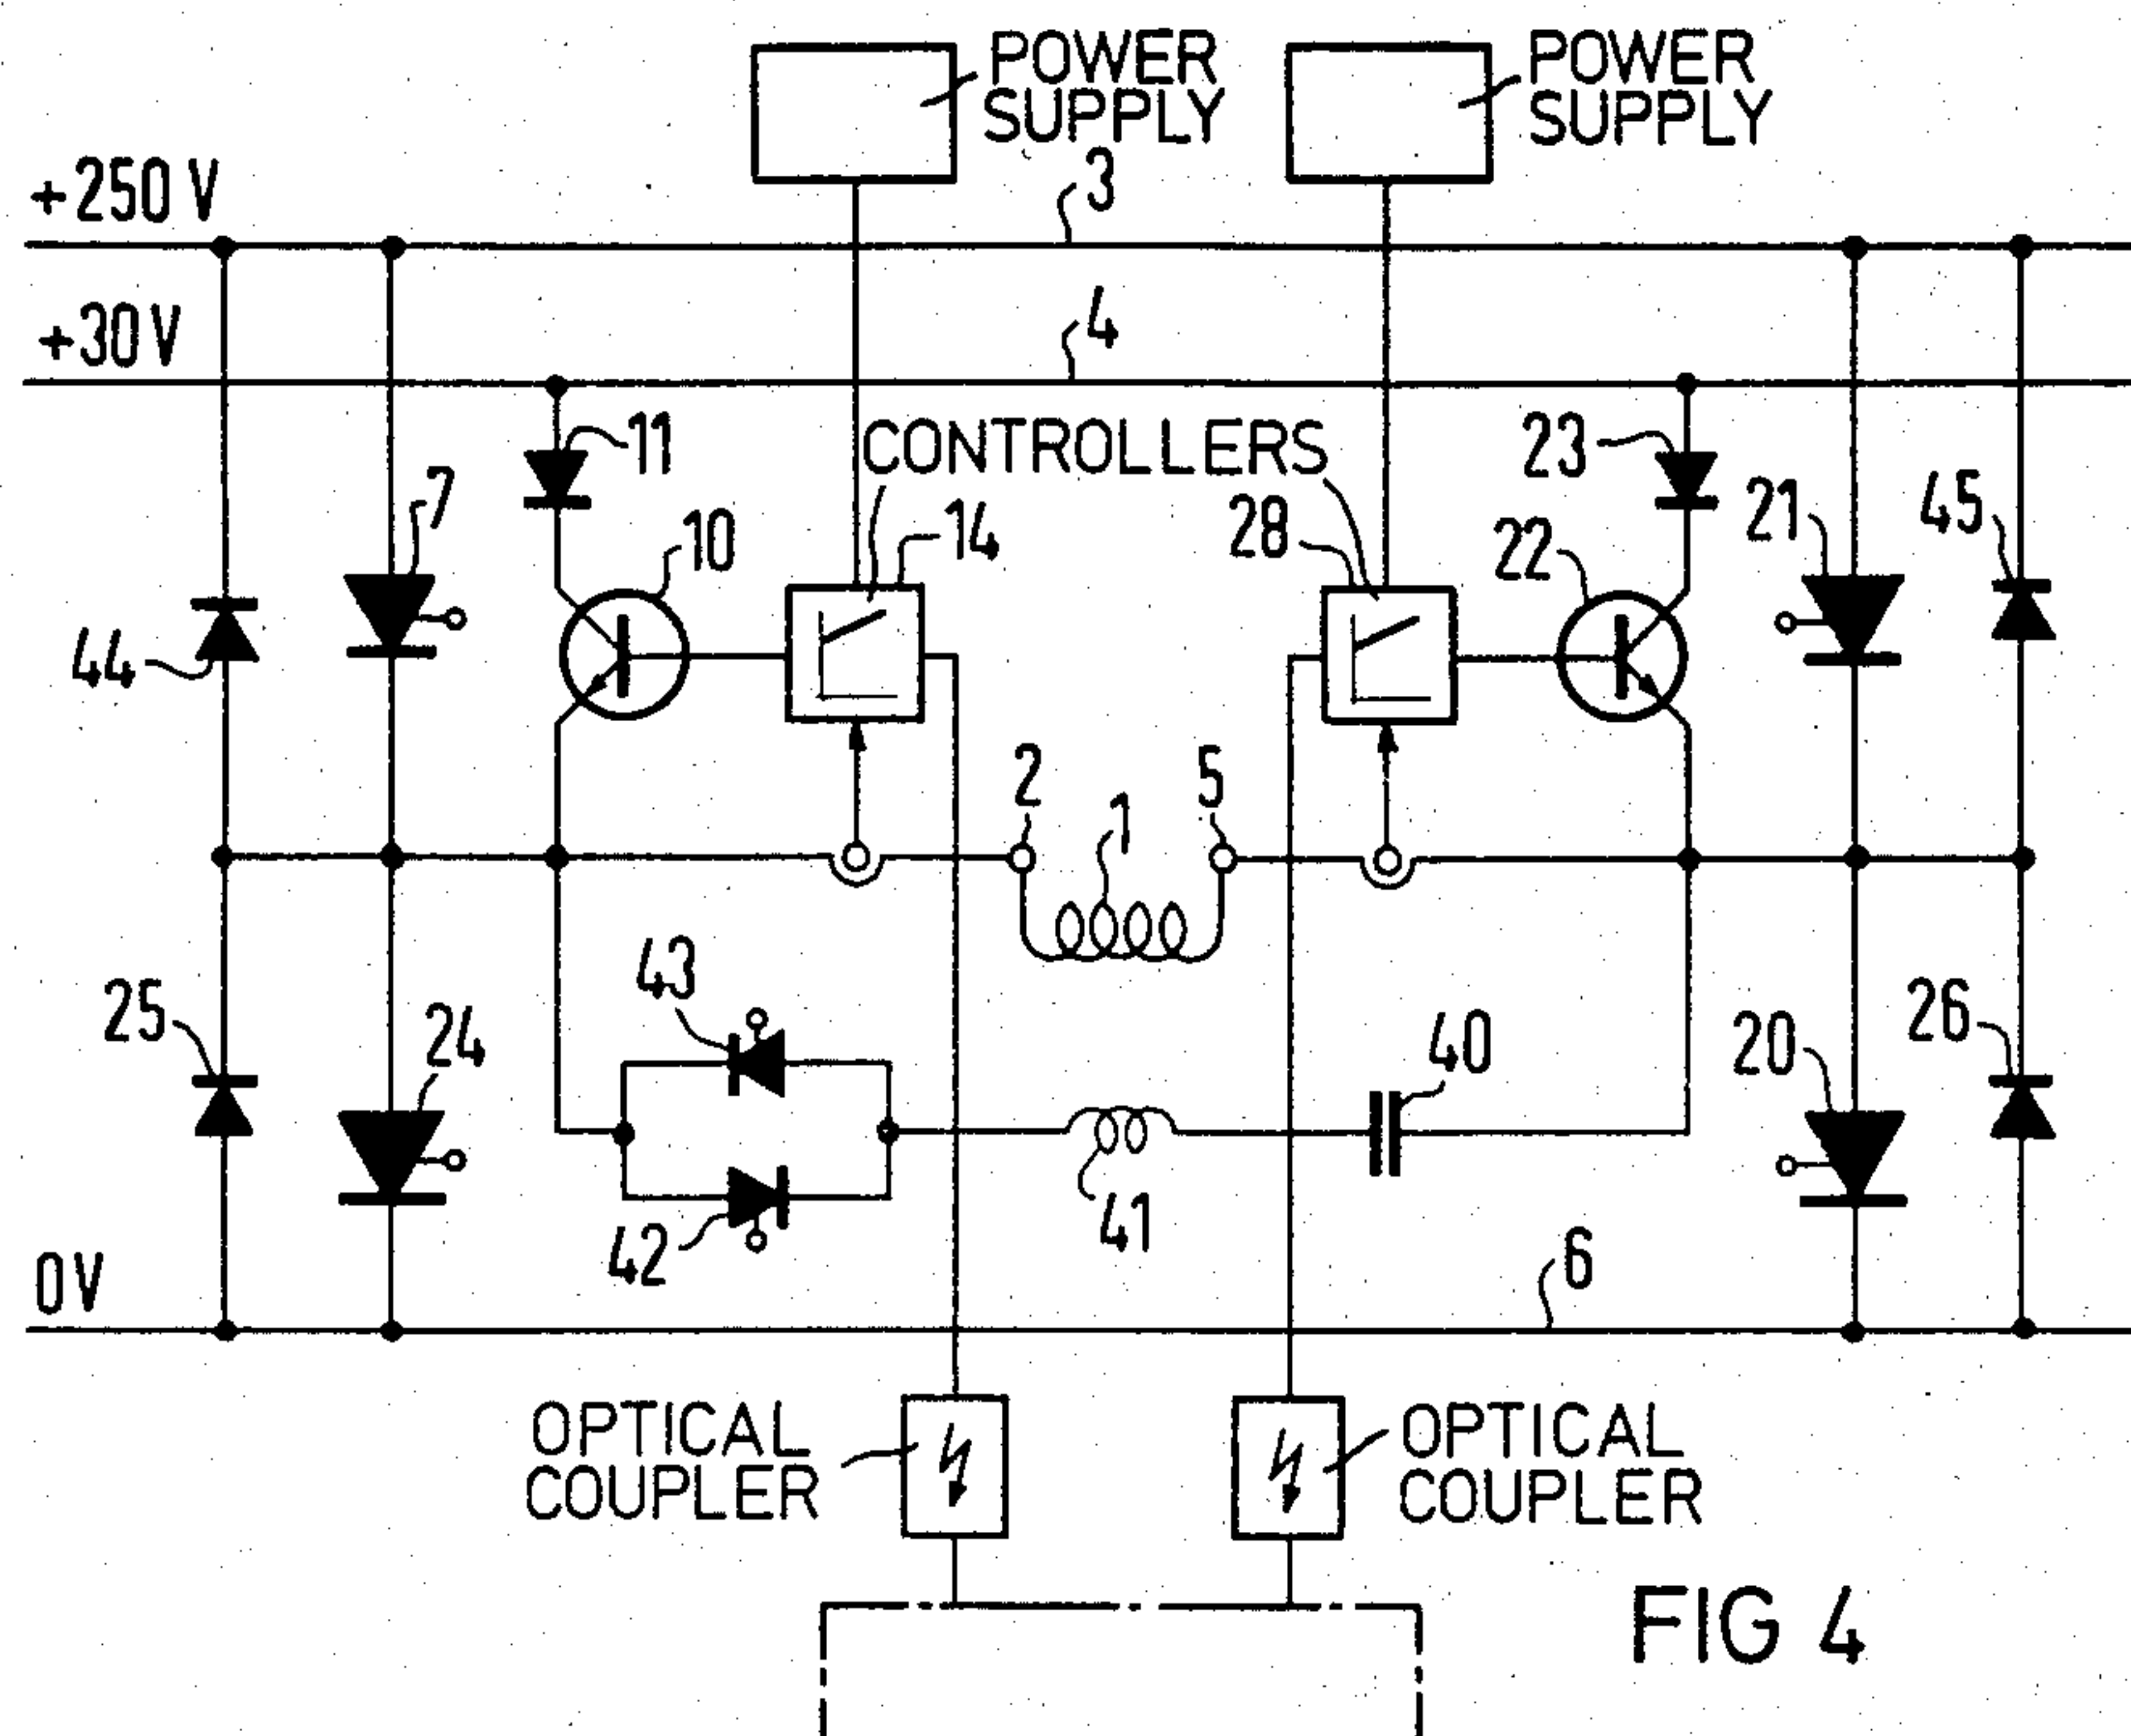 POWER
SUPPLY
POWER
SUPPLY
+250 V
3
+30 V
4
11
CONTROLLERS
23
7
10
14
28
22
21
45
44
2
1
5
43
40
25
24
20
26
42
41
6
0V
OPTICAL
COUPLER
OPTICAL
COUPLER
FIG 4